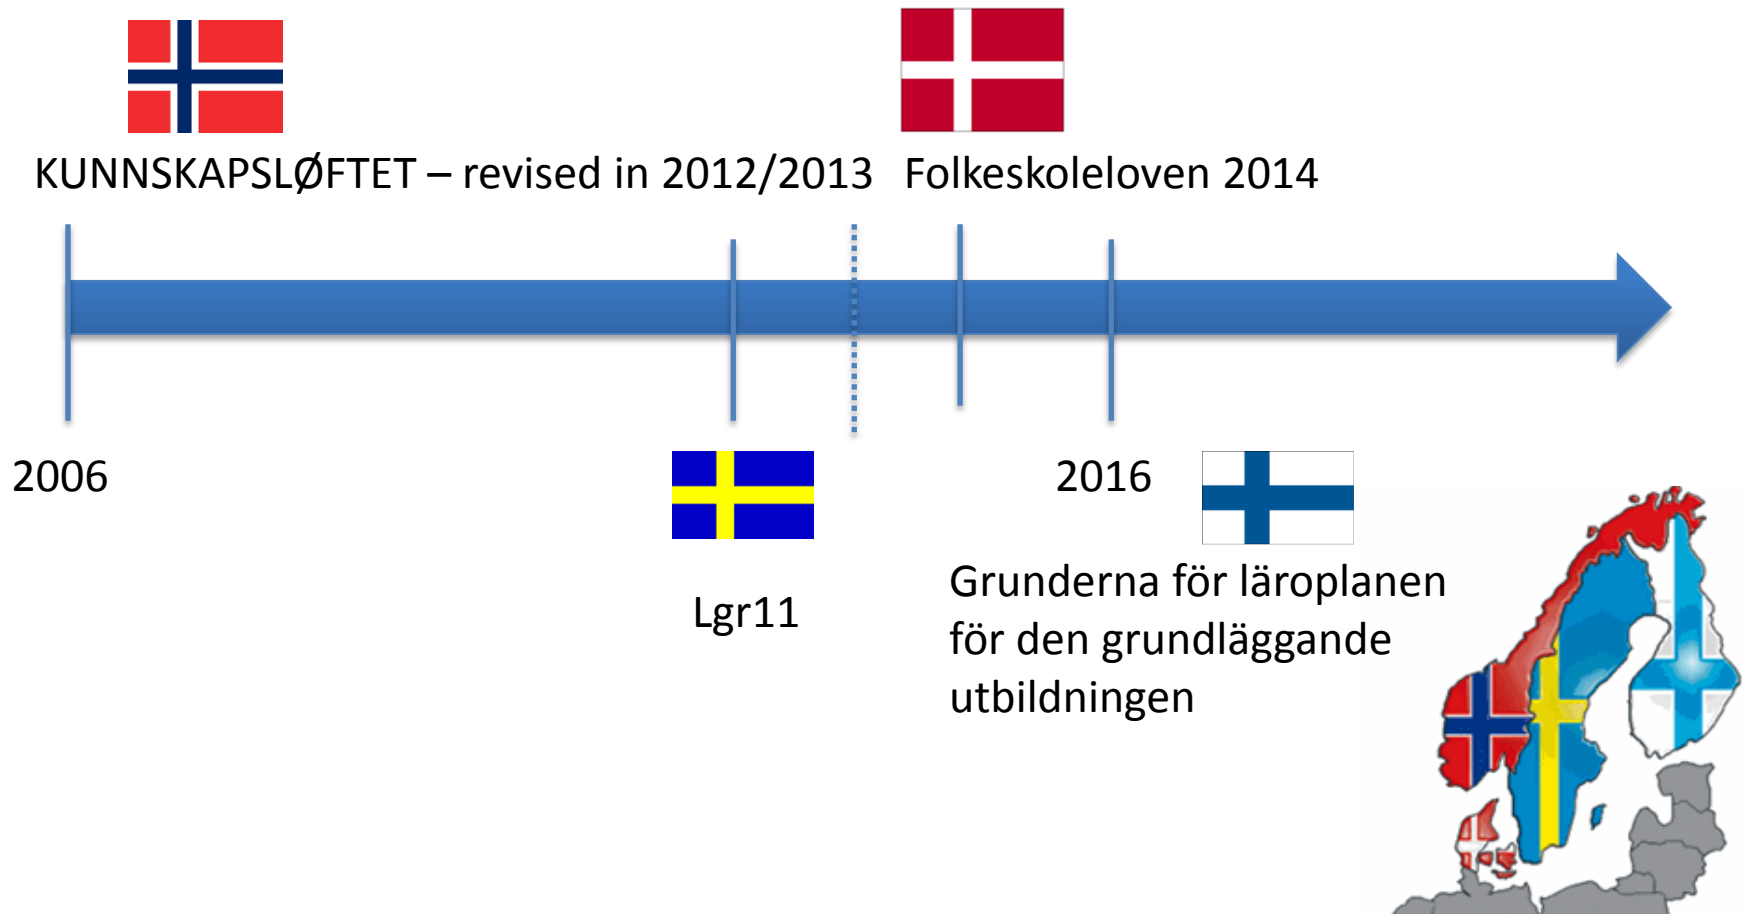 KUNNSKAPSLØFTET – revised in 2012/2013
Folkeskoleloven 2014
2006
2016
Lgr11
Grunderna för läroplanen
för den grundläggande
utbildningen